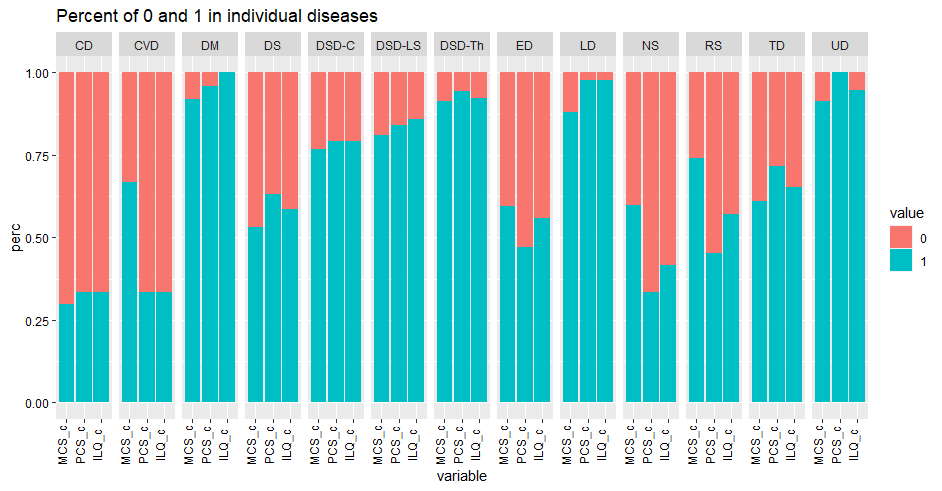 Percent of 0 and 1 in individual diseases
CD CVD DM DS DSD-C DSD-LS DSD-Th ED LD NS RS TD UD
1.00
0.75
0.50
0.25
0.00
perc
MCS_c PCS_c ILQ_c MCS_c PCS_c ILQ_c MCS_c PCS_c ILQ_c MCS_c PCS_c ILQ_c MCS_c PCS_c ILQ_c MCS_c PCS_c ILQ_c MCS_c PCS_c ILQ_c MCS_c PCS_c ILQ_c MCS_c PCS_c ILQ_c MCS_c PCS_c ILQ_c MCS_c PCS_c ILQ_c MCS_c PCS_c ILQ_c MCS_c PCS_c ILQ_c
variable
value
0
1